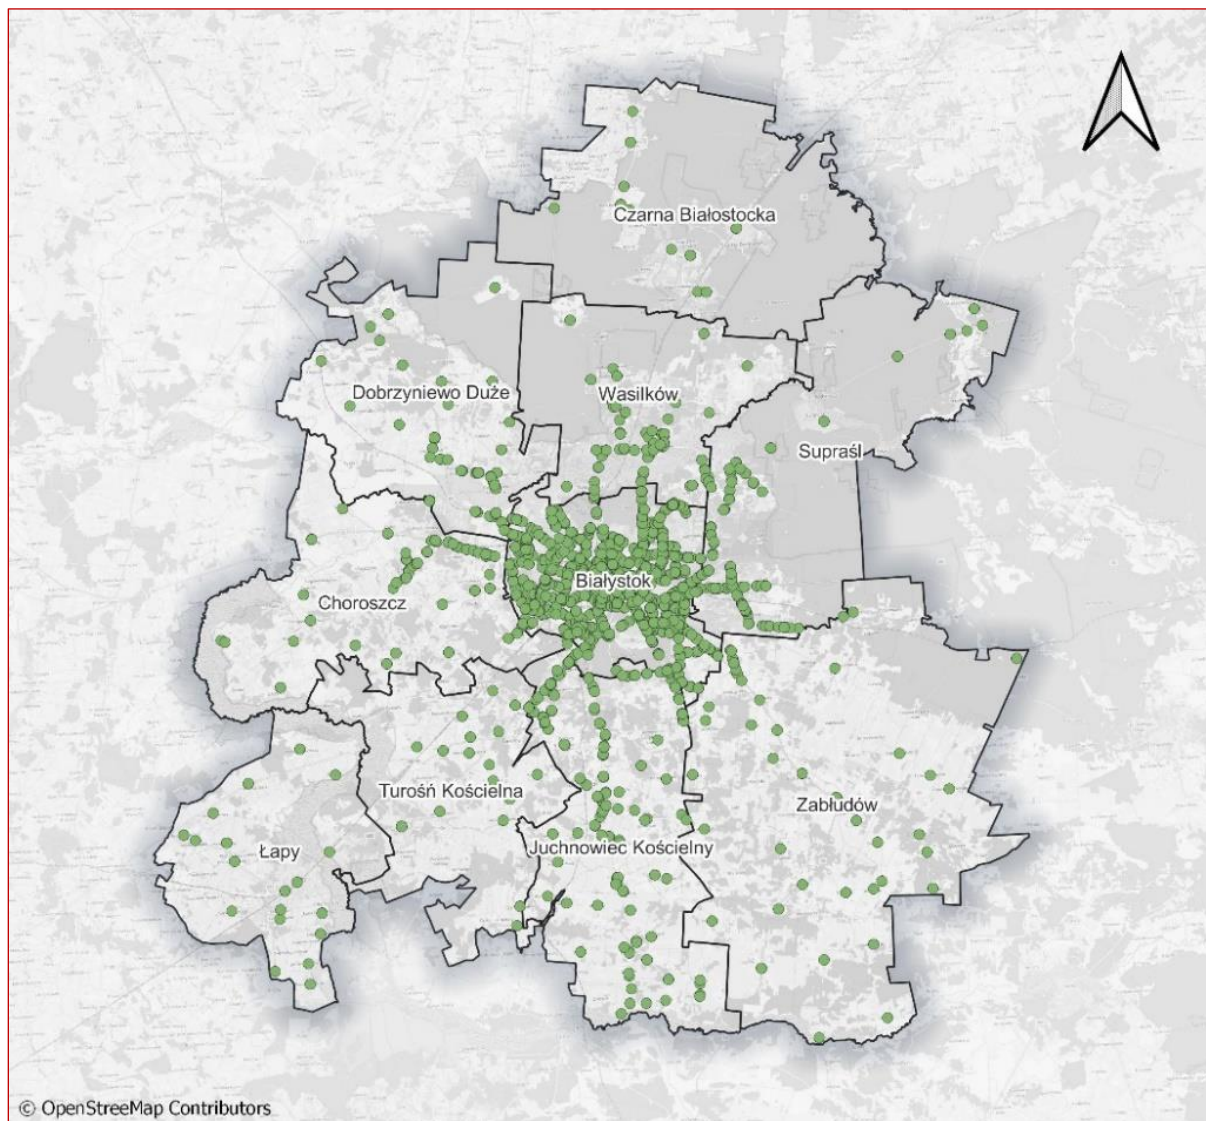 Czarna Białostocka
Dobrzyniewo Duże
Wasilków
Supraśl
Białystok
Choroszcz
Turośń Kościelna
Zabłudów
Łapy
Juchnowiec Kościelny
© OpenStreeMap Contributors